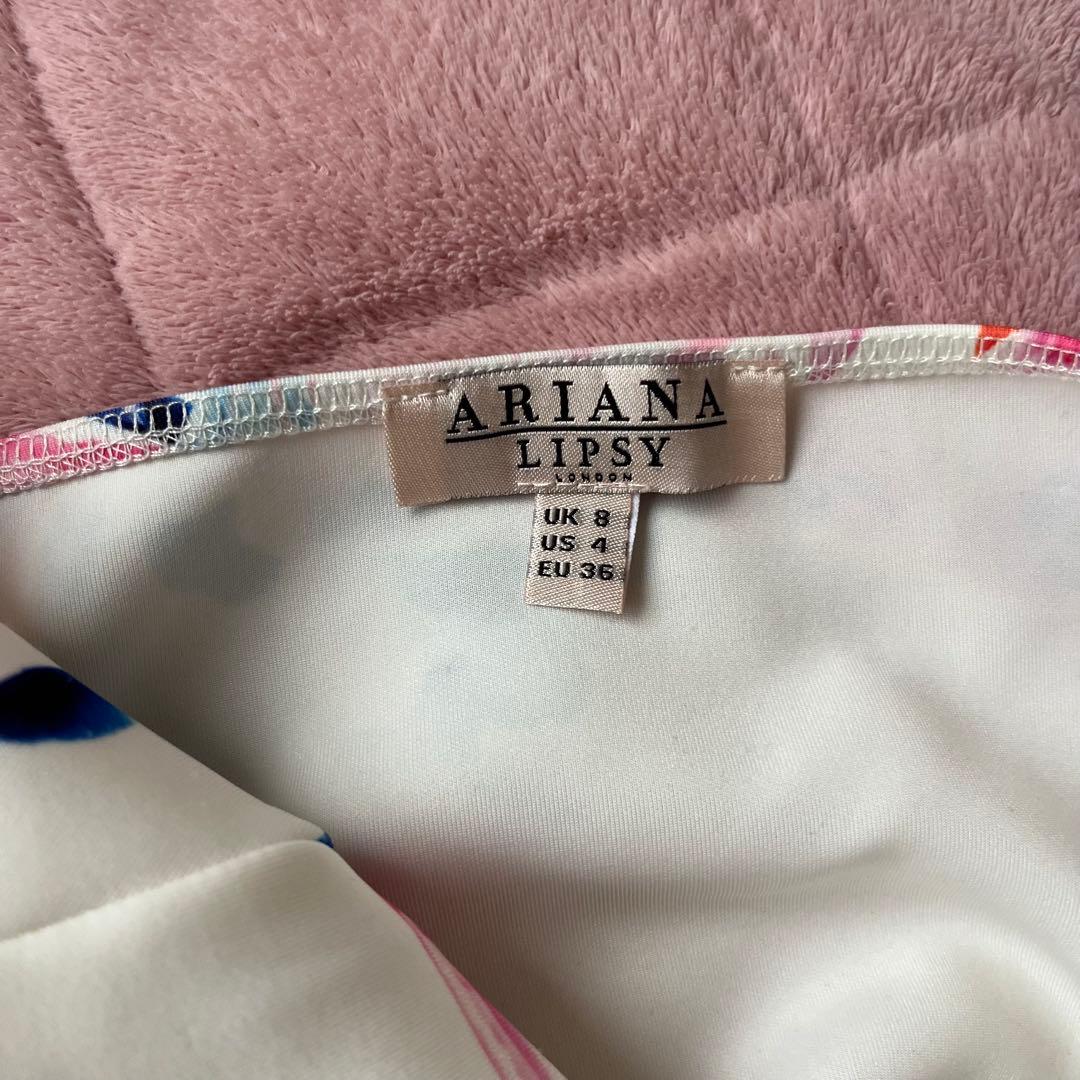 ARIANA
LIPSY
LONDON
UK 8
US 4
EU 36